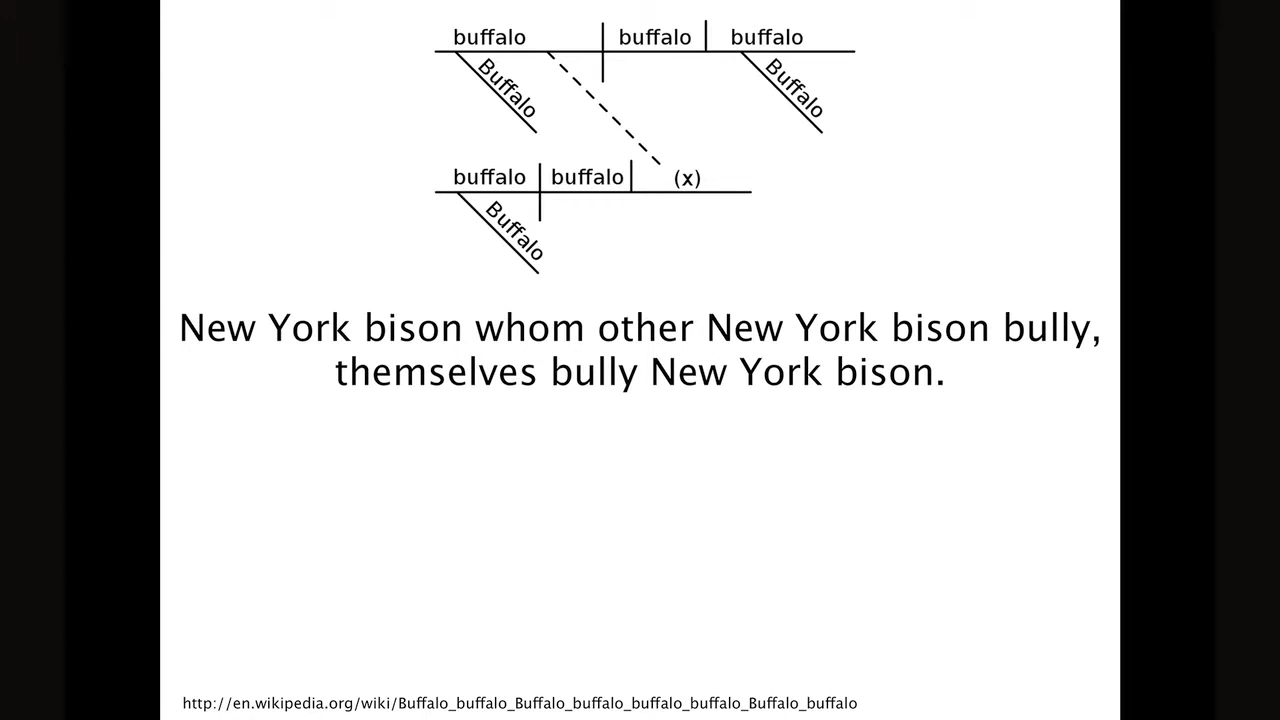 buffalo buffalo buffalo
Buffalo Buffalo
buffalo buffalo (x)
Buffalo
New York bison whom other New York bison bully,
themselves bully New York bison.
http://en.wikipedia.org/wiki/Buffalo_buffalo_Buffalo_buffalo_buffalo_buffalo_Buffalo_buffalo